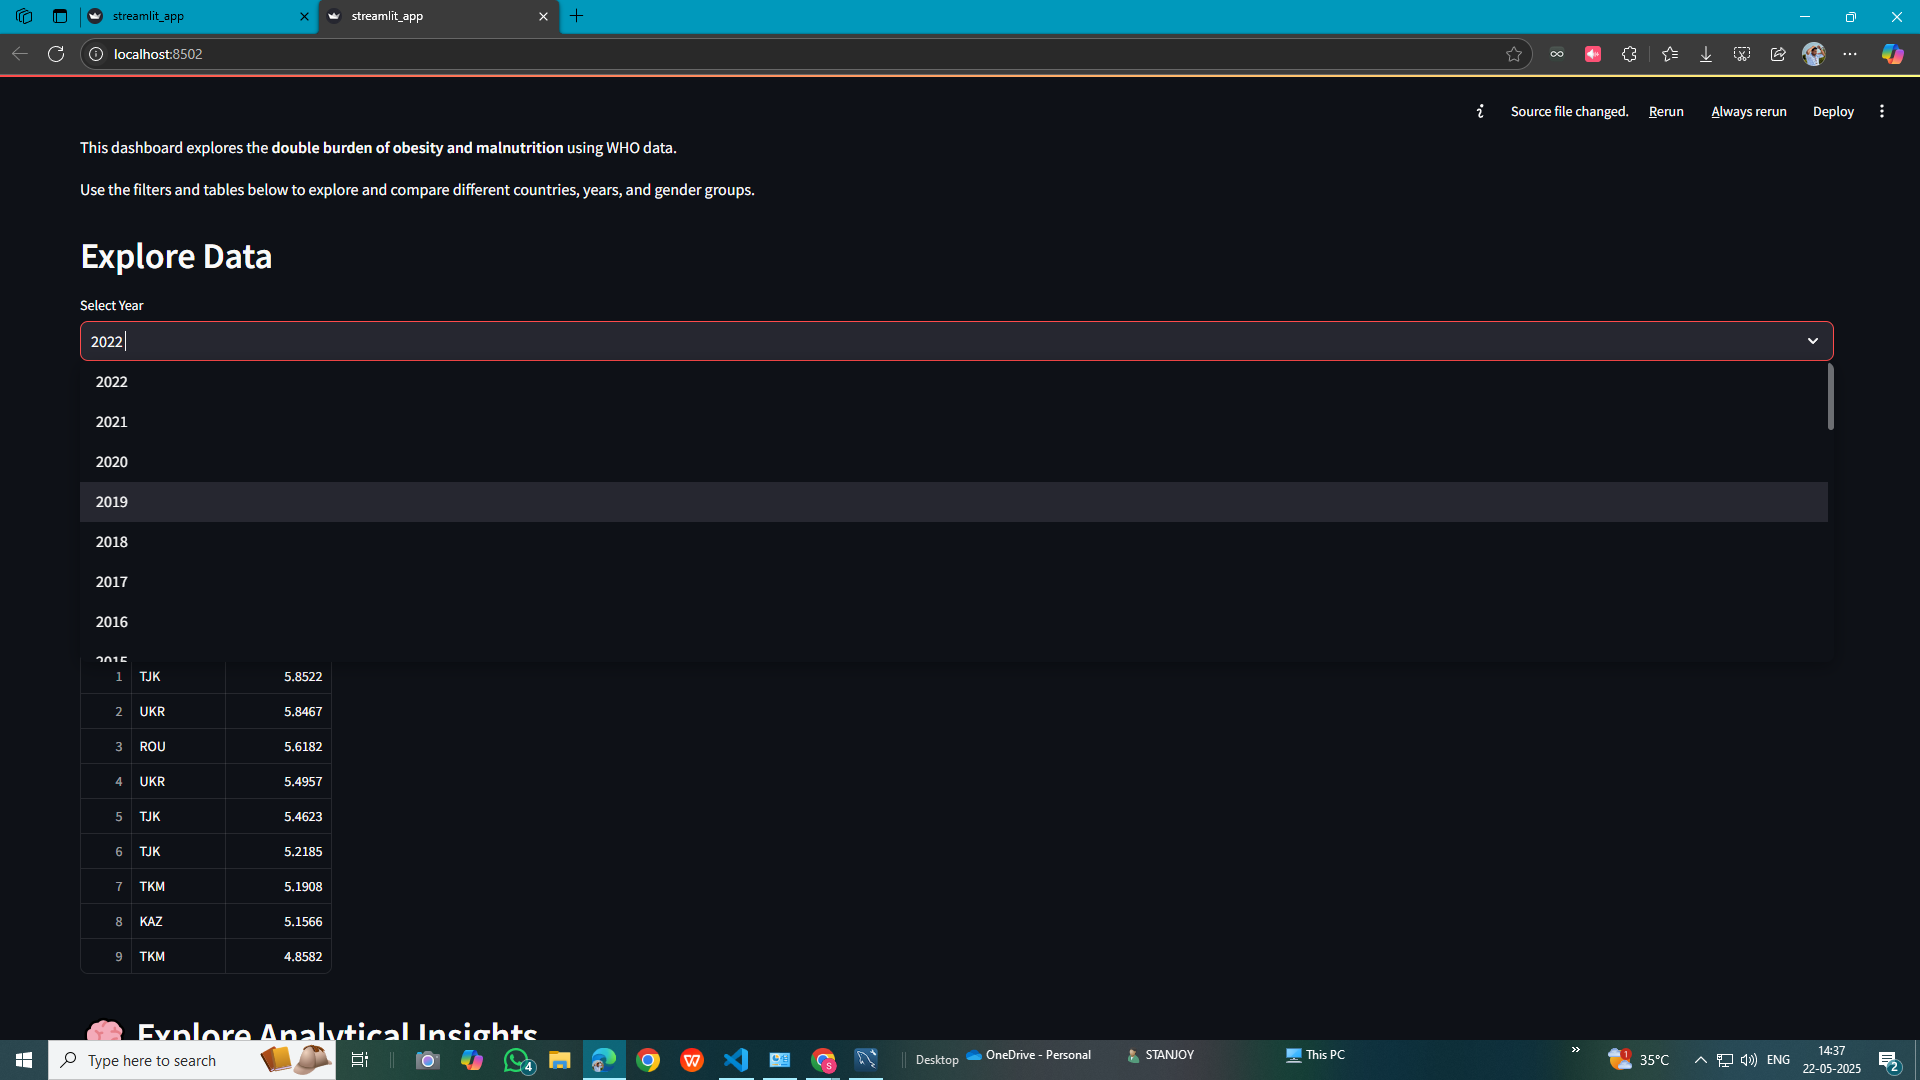 streamlit_app
streamlit_app
localhost:8502
Source file changed. Rerun Always rerun Deploy
This dashboard explores the double burden of obesity and malnutrition using WHO data.
Use the filters and tables below to explore and compare different countries, years, and gender groups.
Explore Data
Select Year
2022
2022
2021
2020
2019
2018
2017
2016
2015
1 TJK 5.8522
2 UKR 5.8467
3 ROU 5.6182
4 UKR 5.4957
5 TJK 5.4623
6 TJK 5.2185
7 TKM 5.1908
8 KAZ 5.1566
9 TKM 4.8582
Explore Analytical Insights
Type here to search
4
W
S
Desktop
OneDrive - Personal
STANJOY
This PC
»
1
35°C
ENG
14:37
22-05-2025
2